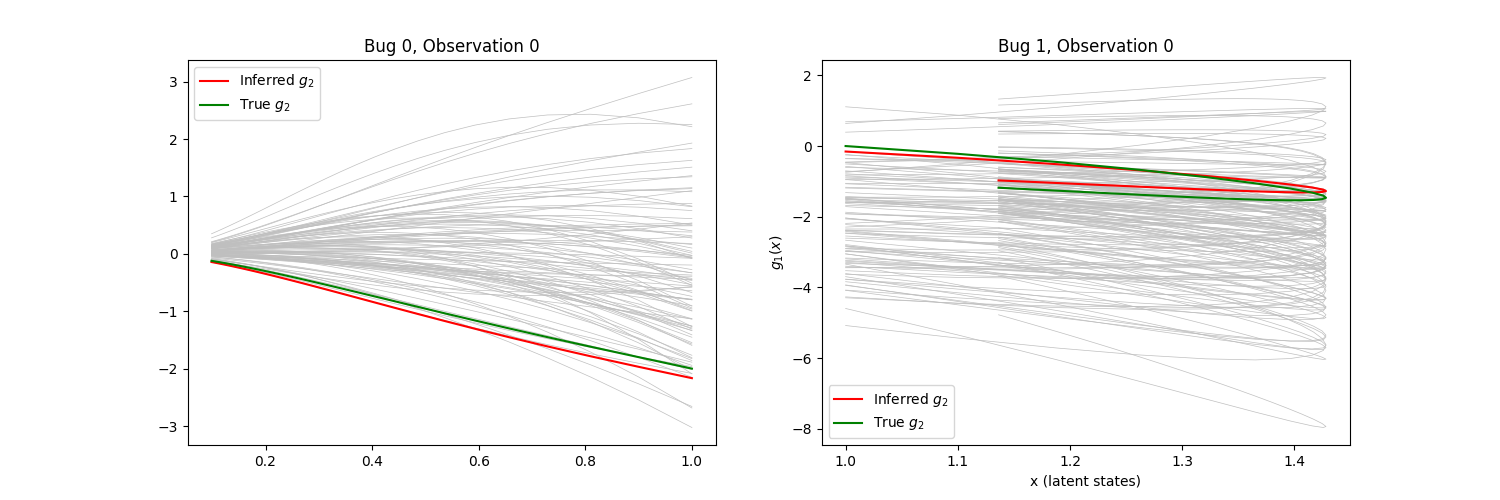 Bug 0, Observation 0
Inferred g₂
True g₂
3
2
1
0
−1
−2
−3
0.2
0.4
0.6
0.8
1.0
Bug 1, Observation 0
Inferred g₂
True g₂
2
0
−2
−4
−6
−8
g₁(x)
1.0
1.1
1.2
1.3
1.4
x (latent states)